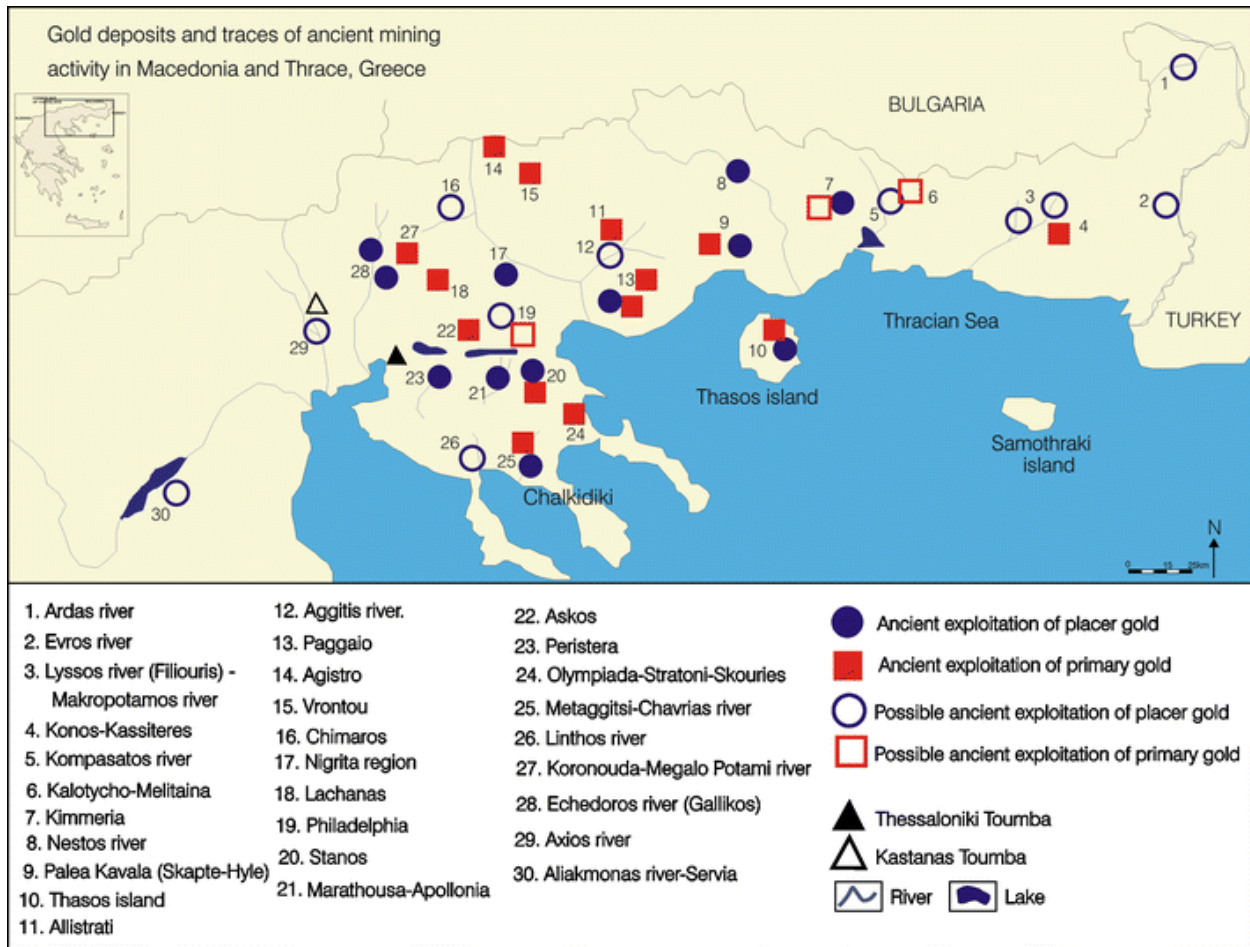 Gold deposits and traces of ancient mining
activity in Macedonia and Thrace, Greece
BULGARIA
TURKEY
Thracian Sea
Thasos island
Samothraki
island
Chalkidiki
1
2
3
4
5
6
7
8
9
10
11
12
13
14
15
16
17
18
19
20
21
22
23
24
25
26
27
28
29
30
N
0 15 25km
1. Ardas river
2. Evros river
3. Lyssos river (Filiouris) -
Makropotamos river
4. Konos-Kassiteres
5. Kompasatos river
6. Kalotycho-Melitaina
7. Kimmeria
8. Nestos river
9. Palea Kavala (Skapte-Hyle)
10. Thasos island
11. Allistrati
12. Aggitis river.
13. Paggaio
14. Agistro
15. Vrontou
16. Chimaros
17. Nigrita region
18. Lachanas
19. Philadelphia
20. Stanos
21. Marathousa-Apollonia
22. Askos
23. Peristera
24. Olympiada-Stratoni-Skouries
25. Metaggitsi-Chavrias river
26. Linthos river
27. Koronouda-Megalo Potami river
28. Echedoros river (Gallikos)
29. Axios river
30. Aliakmonas river-Servia
Ancient exploitation of placer gold
Ancient exploitation of primary gold
Possible ancient exploitation of placer gold
Possible ancient exploitation of primary gold
Thessaloniki Toumba
Kastanas Toumba
River
Lake